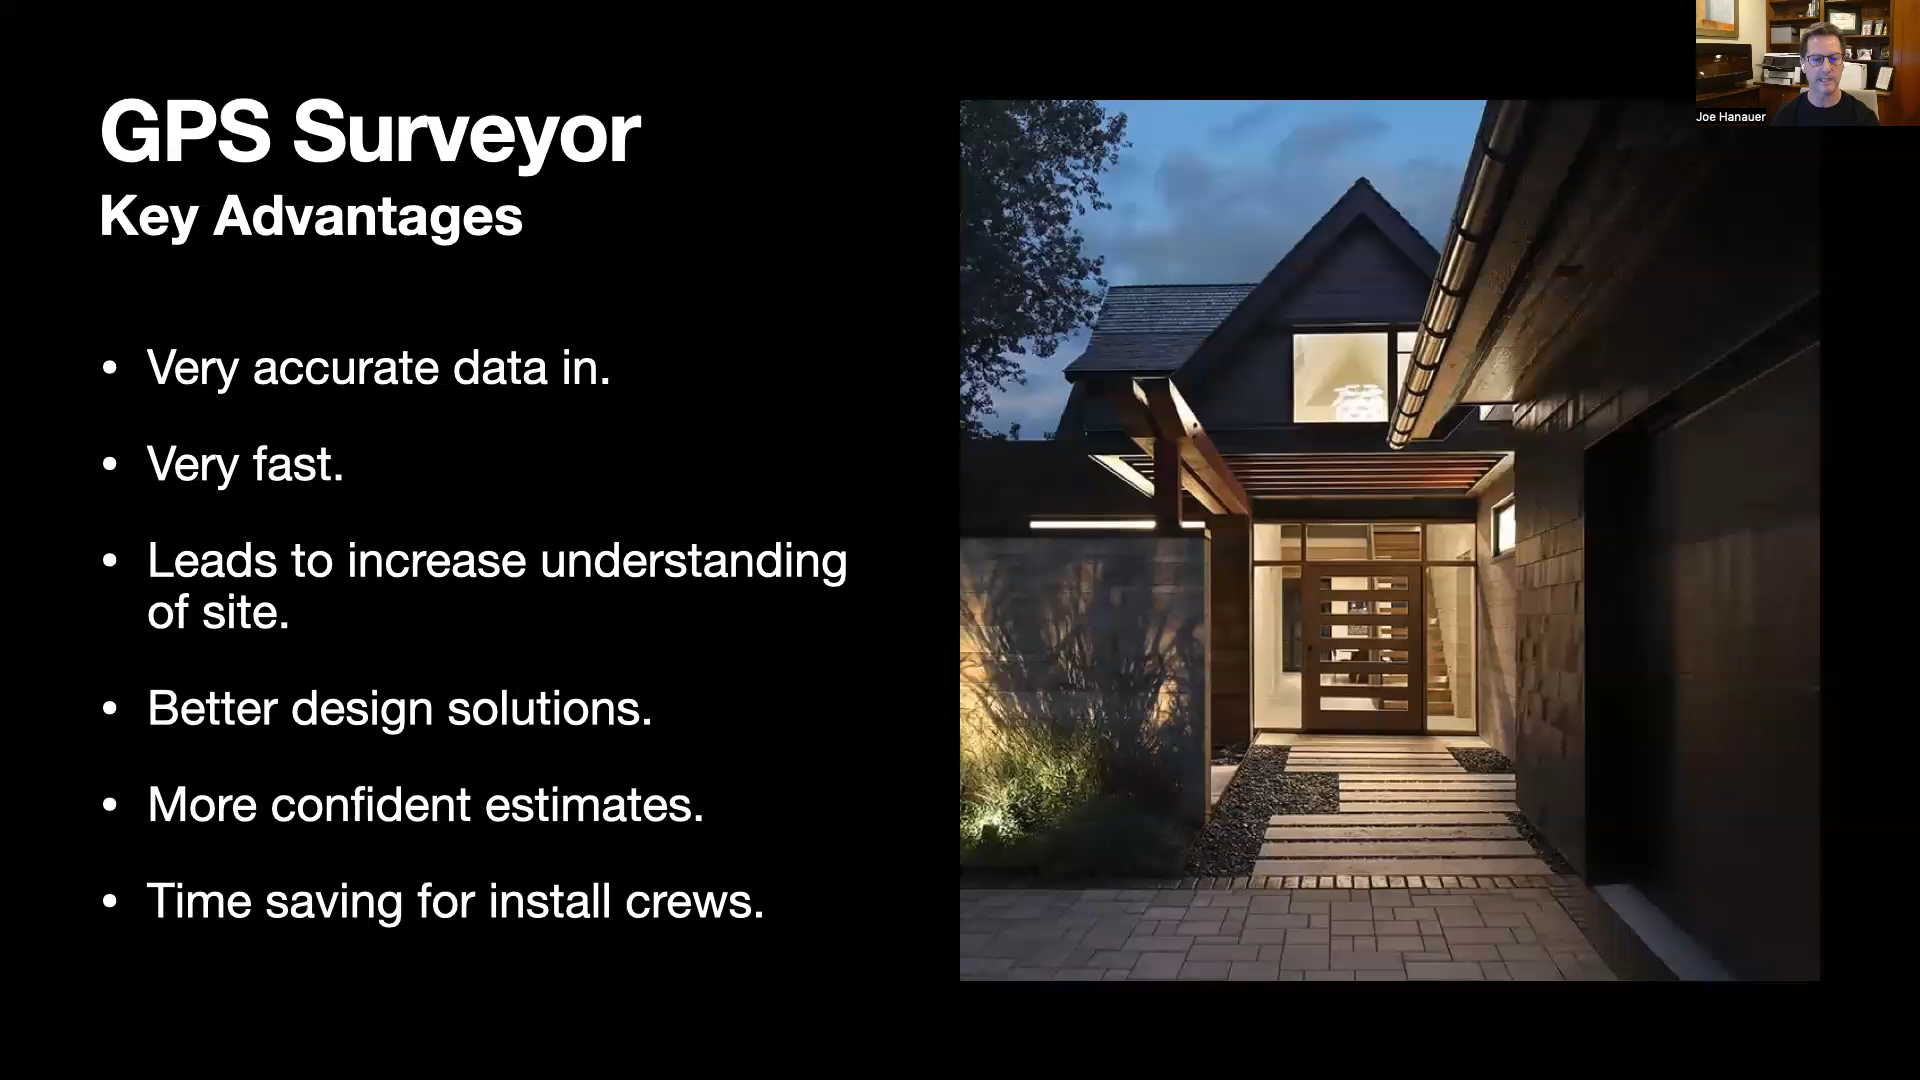 GPS Surveyor
Key Advantages
• Very accurate data in.
• Very fast.
• Leads to increase understanding
of site.
• Better design solutions.
• More confident estimates.
• Time saving for install crews.
Joe Hanauer